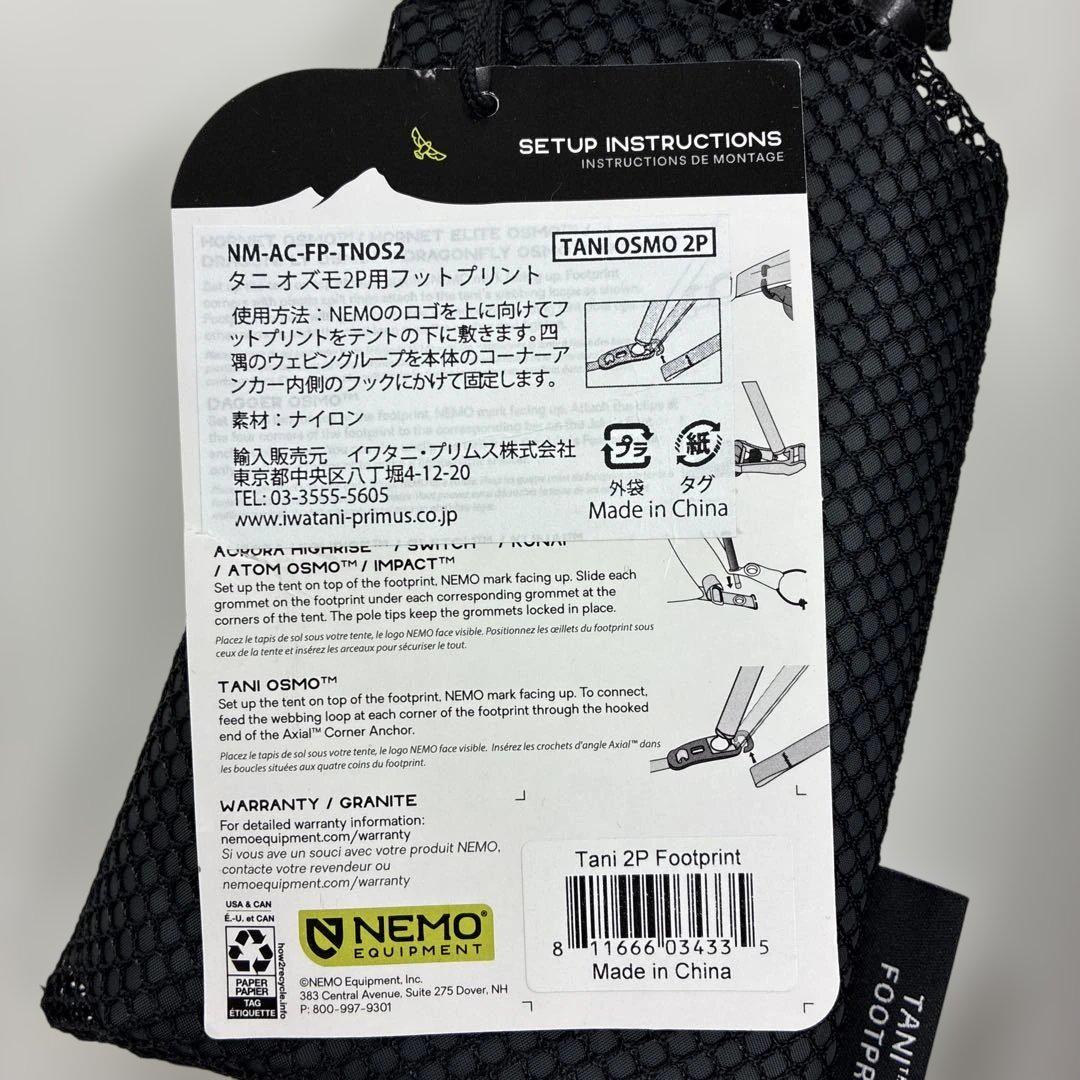 SETUP INSTRUCTIONS
INSTRUCTIONS DE MONTAGE
NM-AC-FP-TNOS2
TANI OSMO 2P
タニ オズモ2P用フットプリント
使用方法：NEMOのロゴを上に向けてフ
ットプリントをテントの下に敷きます。四
隅のウェビングループを本体のコーナーア
ンカー内側のフックにかけて固定します。
素材：ナイロン
輸入販売元 イワタニ・プリムス株式会社
東京都中央区八丁堀4-12-20
TEL: 03-3555-5605
www.iwatani-primus.co.jp
プラ
外袋
紙
タグ
Made in China
AURORA HIGHRISE™ / SWITCH™ / KUNAI™
/ ATOM OSMO™ / IMPACT™
Set up the tent on top of the footprint, NEMO mark facing up. Slide each
grommet on the footprint under each corresponding grommet at the
corners of the tent. The pole tips keep the grommets locked in place.
Placez le tapis de sol sous votre tente, le logo NEMO face visible. Positionnez les œillets du footprint sous
ceux de la tente et insérez les arceaux pour sécuriser le tout.
TANI OSMO™
Set up the tent on top of the footprint, NEMO mark facing up. To connect,
feed the webbing loop at each corner of the footprint through the hooked
end of the Axial™ Corner Anchor.
Placez le tapis de sol sous votre tente, le logo NEMO face visible. Insérez les crochets d'angle Axial™ dans
les boucles situées aux quatre coins du footprint.
WARRANTY / GRANITE
For detailed warranty information:
nemoequipment.com/warranty
Si vous ave un souci avec votre produit NEMO,
contacte votre revendeur ou
nemoequipment.com/warranty
USA & CAN
É.-U. et CAN
PAPER
PAPIER
TAG
ÉTIQUETTE
how2recycle.info
NEMO®
EQUIPMENT
©NEMO Equipment, Inc.
383 Central Avenue, Suite 275 Dover, NH
P: 800-997-9301
Tani 2P Footprint
8 11666 03433 5
Made in China
TANI™
FOOTPR